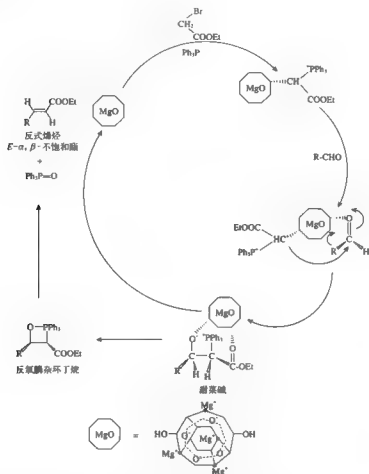 Br
CH₂
COOEt
Ph₃P
MgO
⁺PPh₃
MgO
CH
COOEt
R-CHO
EtOOC
HC
Ph₃P
MgO
O
C
R
H
MgO
O
⁺PPh₃
O
C
C
C
R
H
H
OEt
甜菜碱
O
PPh₃
R
COOEt
反氧膦杂环丁烷
H
COOEt
R
H
反式烯烃
E-α, β-不饱和酯
+
Ph₃P=O
MgO
=
Mg⁺
HO
OH
O
O
O
O
Mg⁺
Mg⁺
Mg⁺